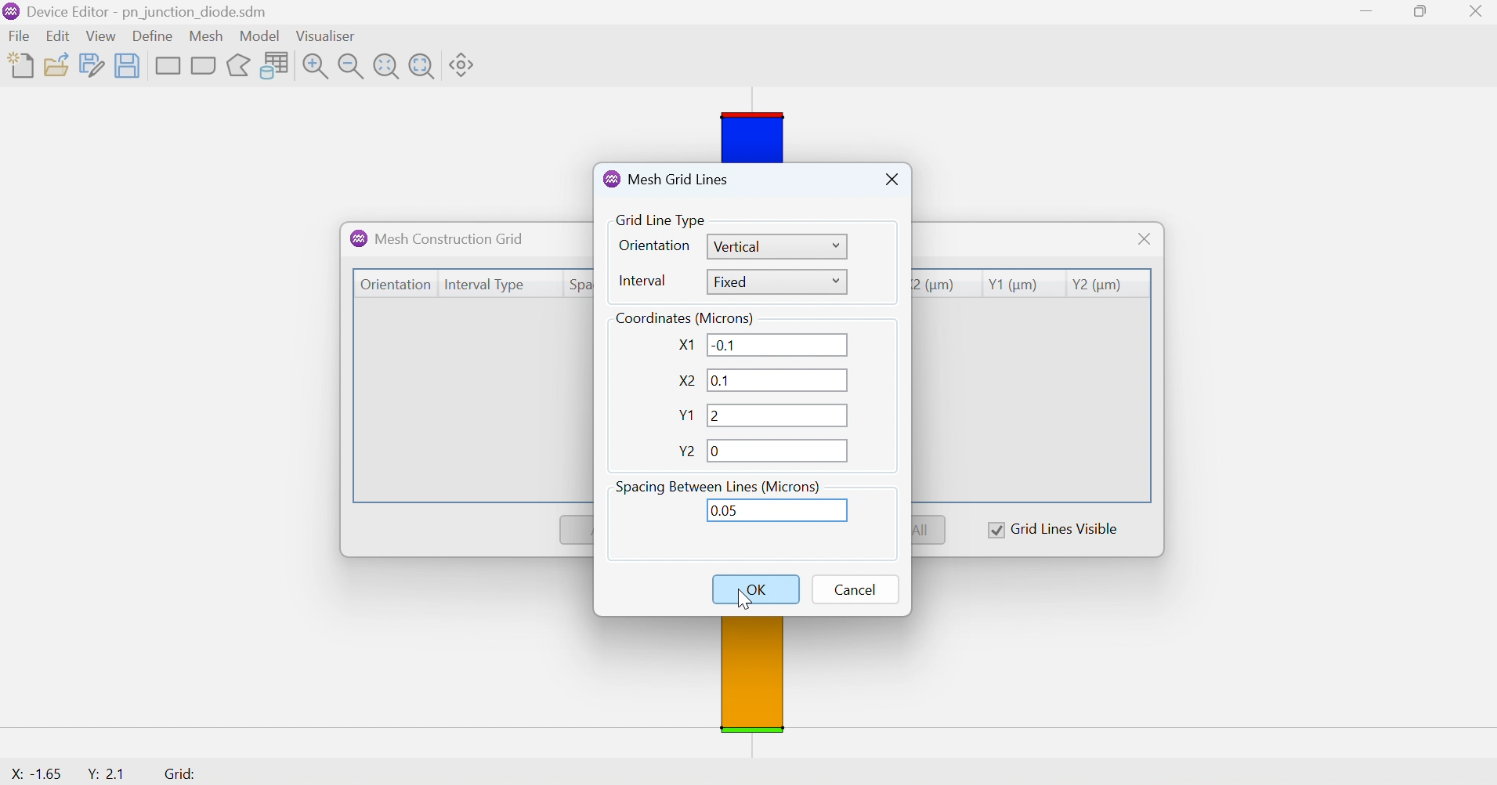 Device Editor - pn_junction_diode.sdm
File Edit View Define Mesh Model Visualiser
Mesh Grid Lines
Grid Line Type
Orientation Vertical
Interval Fixed
Coordinates (Microns)
X1 -0.1
X2 0.1
Y1 2
Y2 0
Spacing Between Lines (Microns)
0.05
OK Cancel
Mesh Construction Grid
Orientation Interval Type Spa X2 (µm) Y1 (µm) Y2 (µm)
All Grid Lines Visible
X: -1.65 Y: 2.1 Grid: